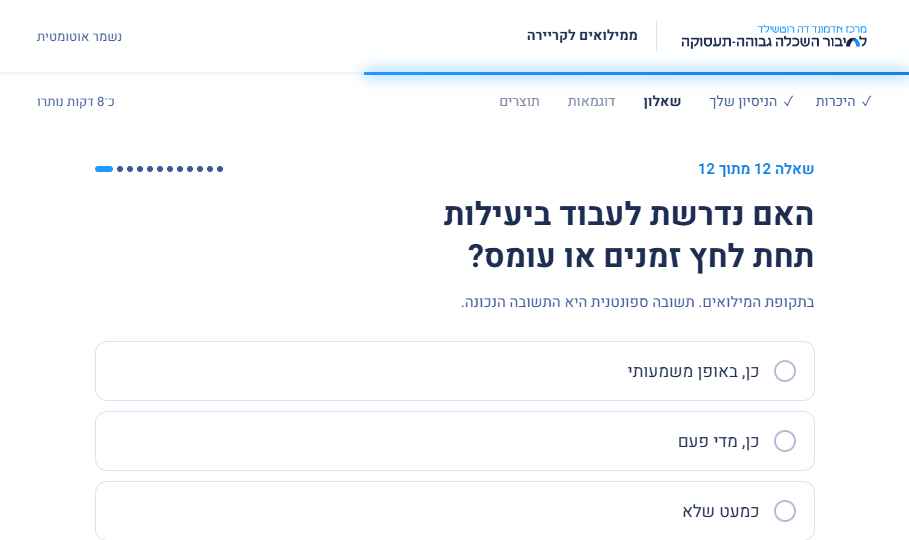 מרכז אדמונד דה רוטשילד
לחיבור השכלה גבוהה-תעסוקה
ממילואים לקריירה
נשמר אוטומטית
היכרות
הניסיון שלך
שאלון
דוגמאות
תוצרים
כ־8 דקות נותרו
שאלה 12 מתוך 12
האם נדרשת לעבוד ביעילות
תחת לחץ זמנים או עומס?
בתקופת המילואים. תשובה ספונטנית היא התשובה הנכונה.
כן, באופן משמעותי
כן, מדי פעם
כמעט שלא